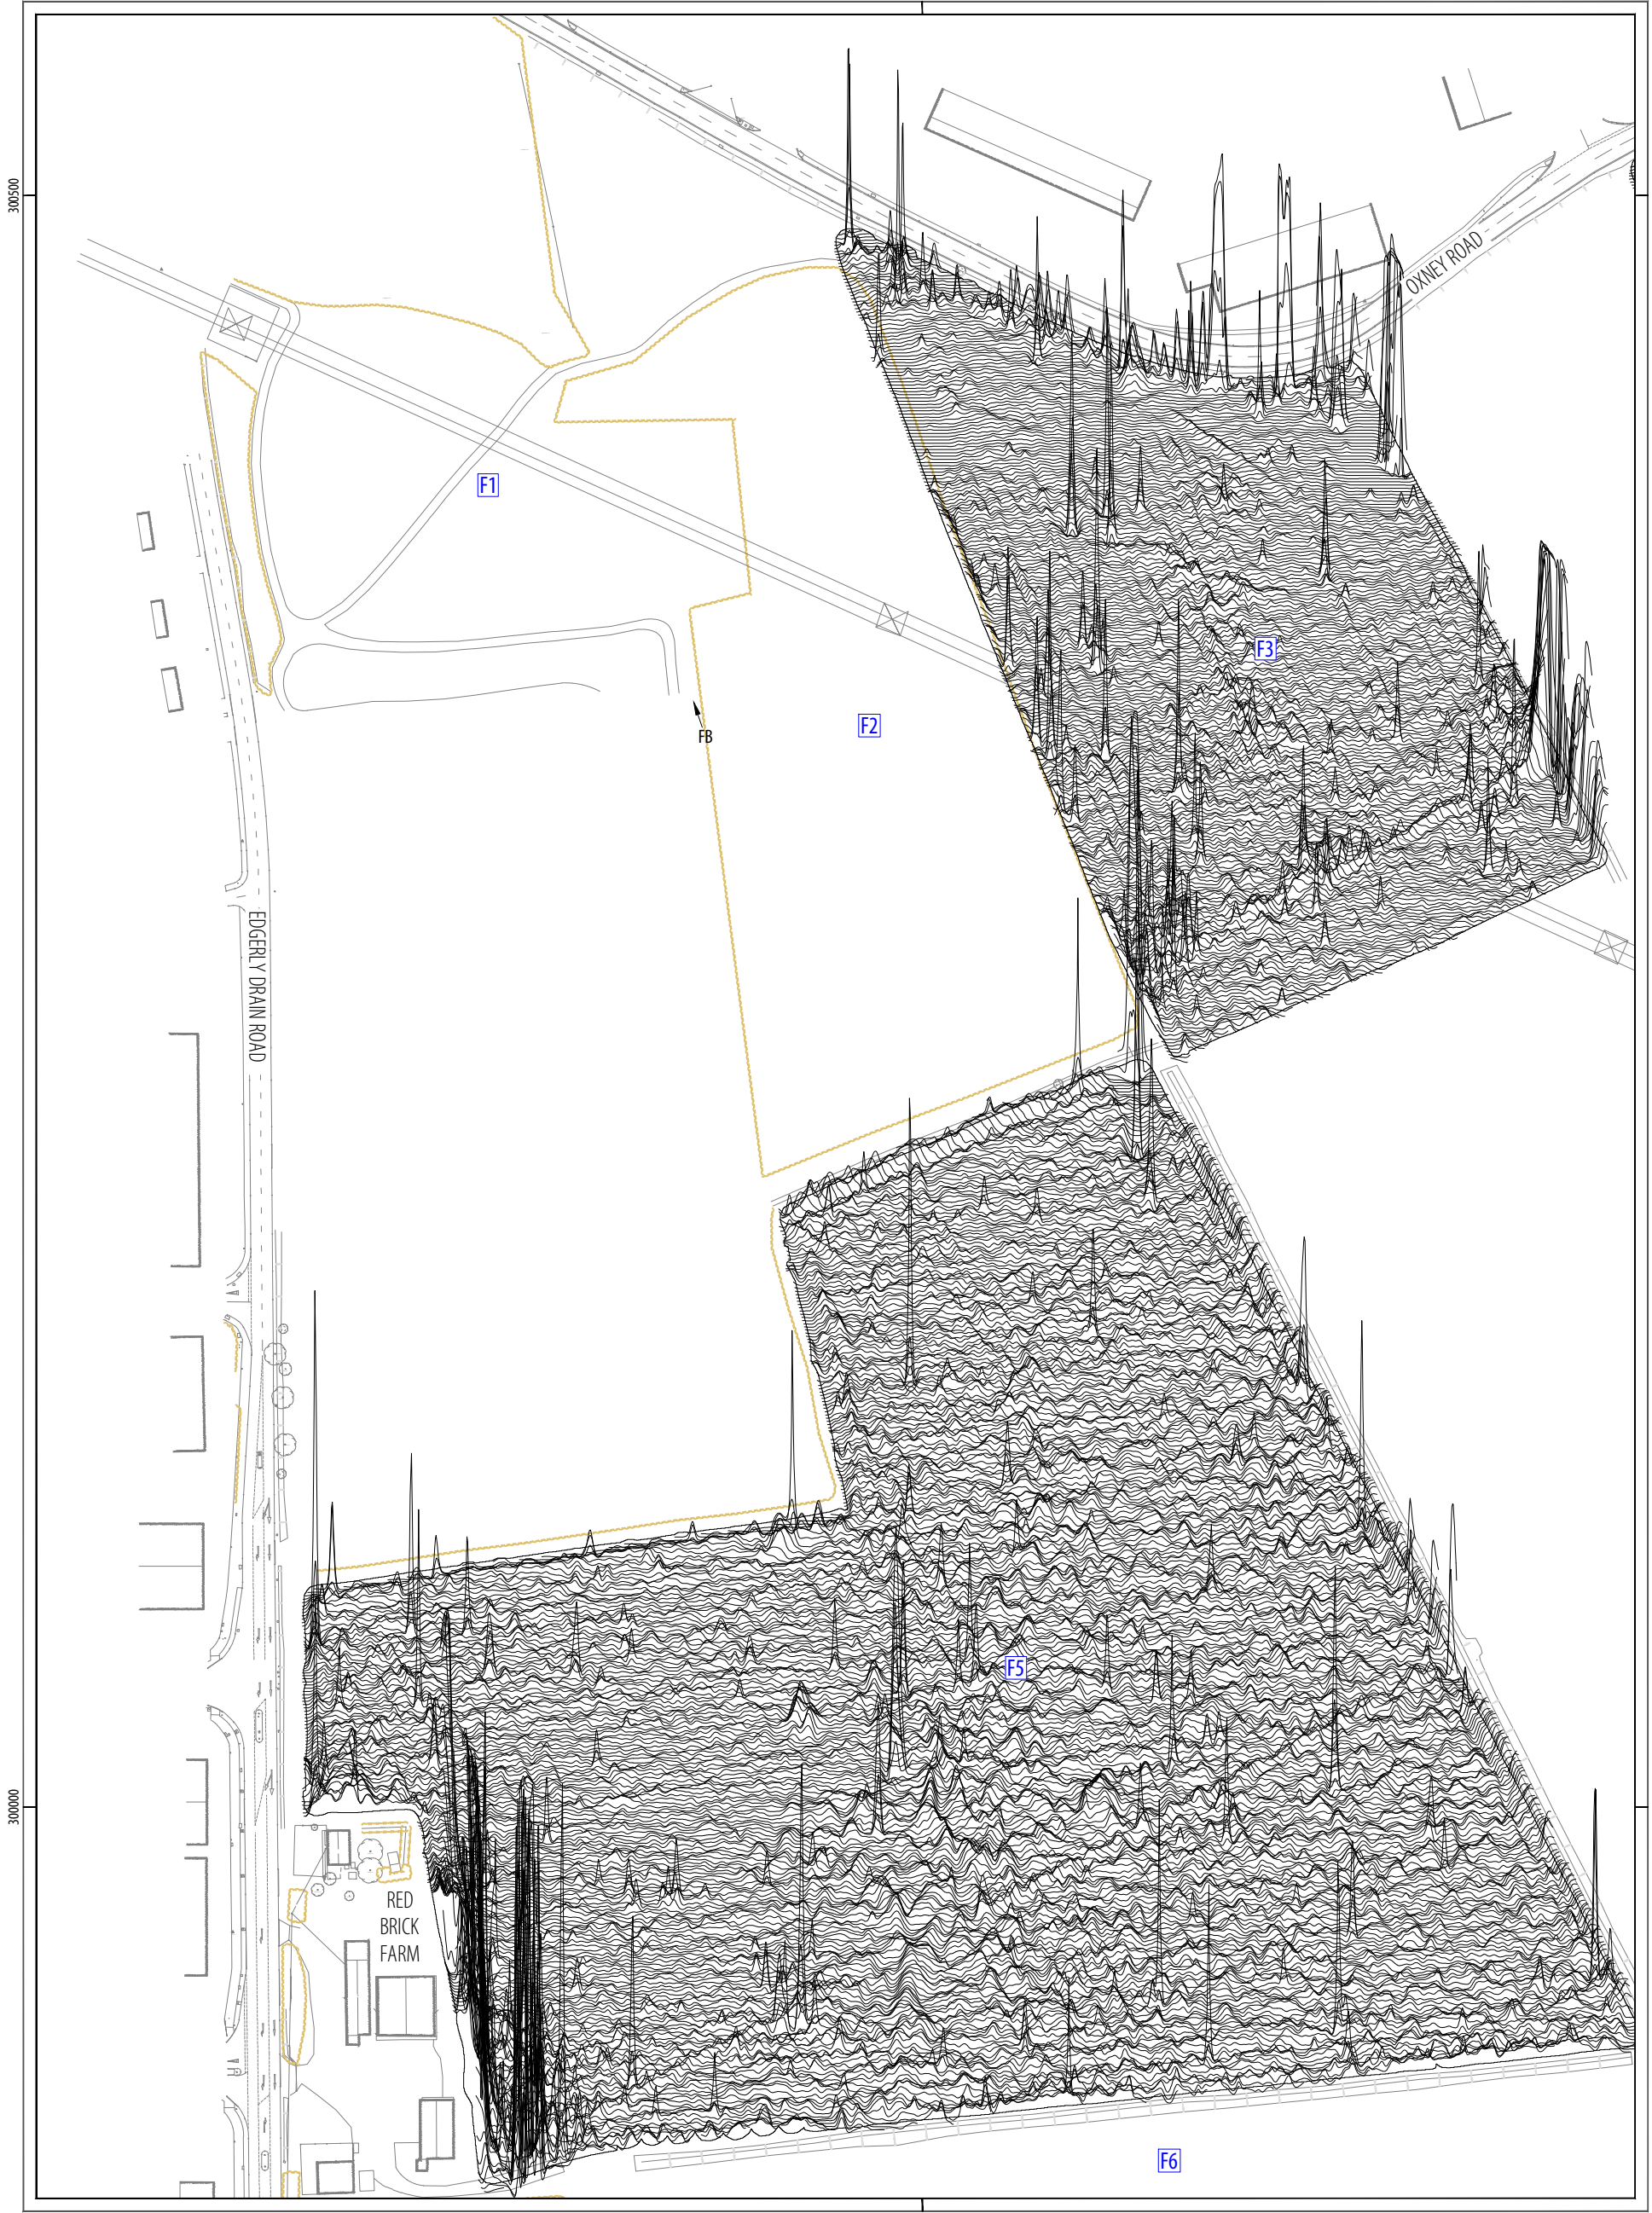 300500
OXNEY ROAD
F1
F3
F2
FB
EDGERLY DRAIN ROAD
F5
300000
RED
BRICK
FARM
F6